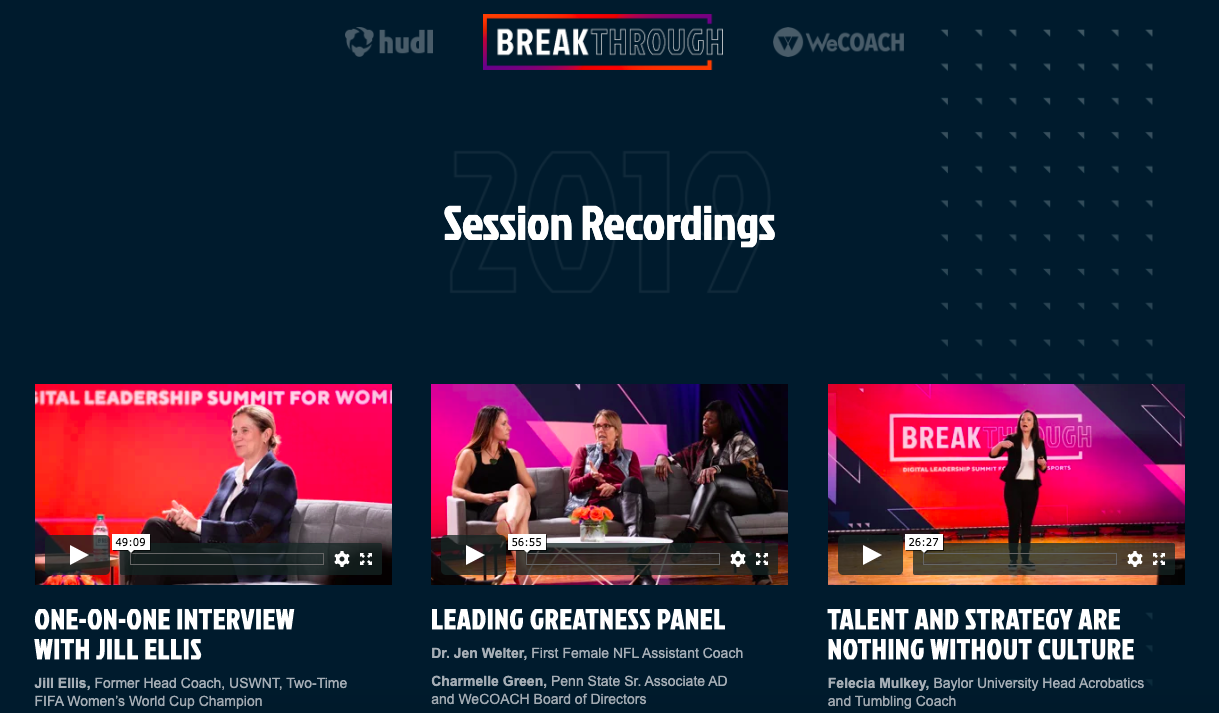 hudl
BREAKTHROUGH
WeCOACH
2019
Session Recordings
ITAL LEADERSHIP SUMMIT FOR WOM
49:09
56:55
BREAKTHROUGH
DIGITAL LEADERSHIP SUMMIT FOR SPORTS
26:27
ONE-ON-ONE INTERVIEW
WITH JILL ELLIS
Jill Ellis, Former Head Coach, USWNT, Two-Time
FIFA Women’s World Cup Champion
LEADING GREATNESS PANEL
Dr. Jen Welter, First Female NFL Assistant Coach
Charmelle Green, Penn State Sr. Associate AD
and WeCOACH Board of Directors
TALENT AND STRATEGY ARE
NOTHING WITHOUT CULTURE
Felecia Mulkey, Baylor University Head Acrobatics
and Tumbling Coach